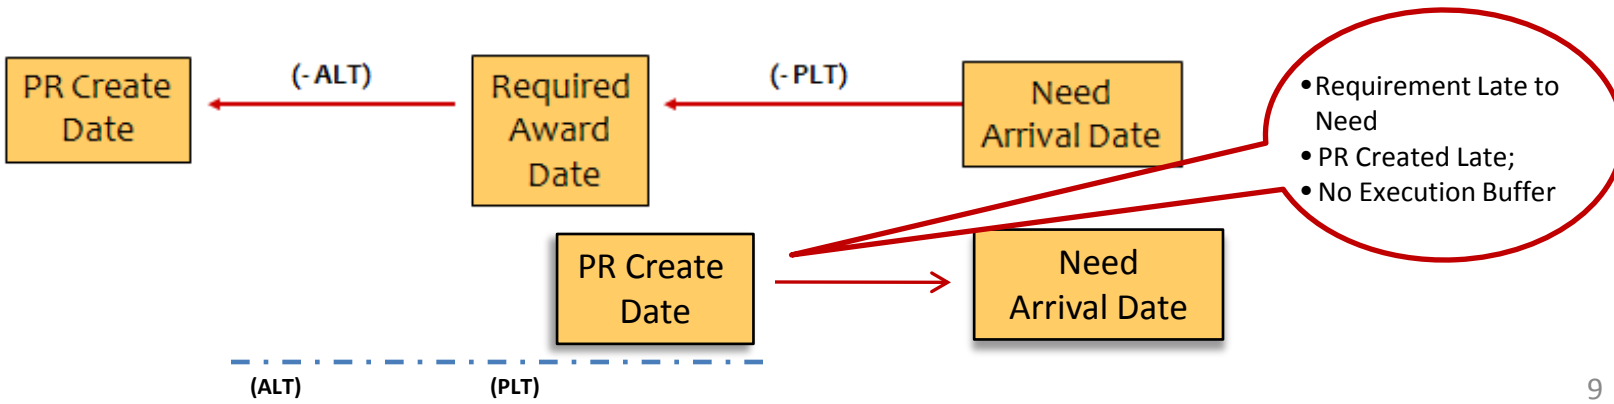 PR Create
Date
(-ALT)
Required
Award
Date
(-PLT)
Need
Arrival Date
•Requirement Late to
Need
• PR Created Late;
• No Execution Buffer
PR Create
Date
Need
Arrival Date
(ALT)
(PLT)
9